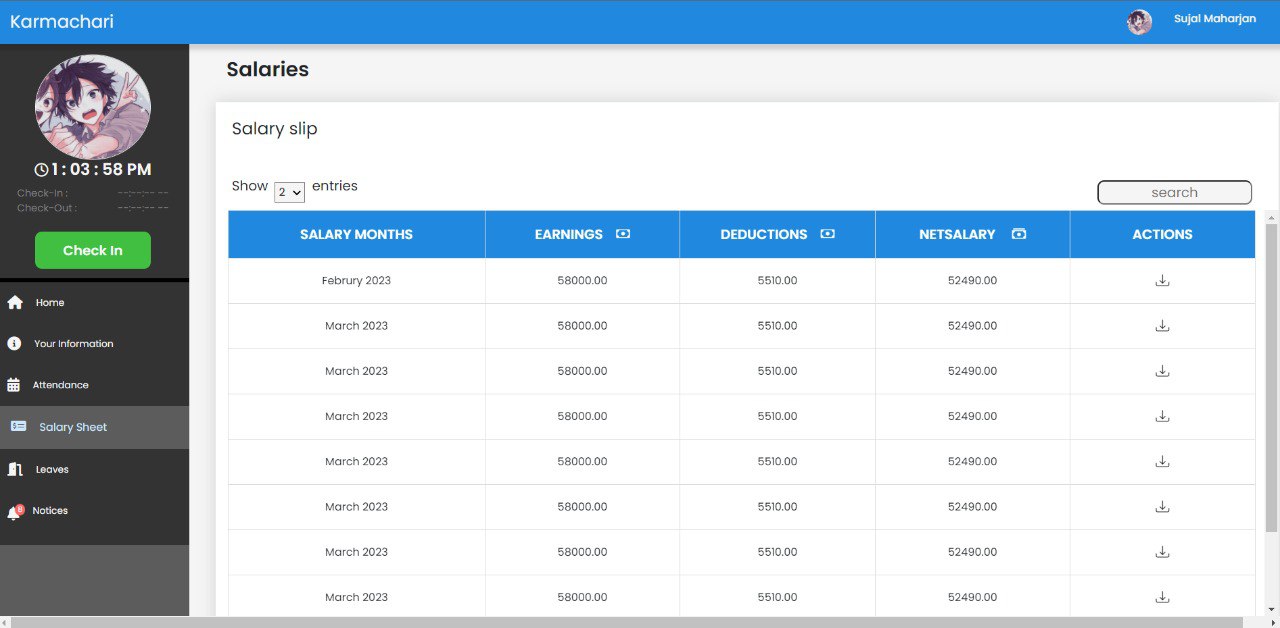 Karmachari
Sujal Maharjan
1 : 03 : 58 PM
Check-In : --:--:-- --
Check-Out : --:--:-- --
Check In
Home
Your Information
Attendance
Salary Sheet
Leaves
8
Notices
Salaries
Salary slip
Show 2 entries
search
SALARY MONTHS EARNINGS DEDUCTIONS NETSALARY ACTIONS
Februry 2023 58000.00 5510.00 52490.00
March 2023 58000.00 5510.00 52490.00
March 2023 58000.00 5510.00 52490.00
March 2023 58000.00 5510.00 52490.00
March 2023 58000.00 5510.00 52490.00
March 2023 58000.00 5510.00 52490.00
March 2023 58000.00 5510.00 52490.00
March 2023 58000.00 5510.00 52490.00